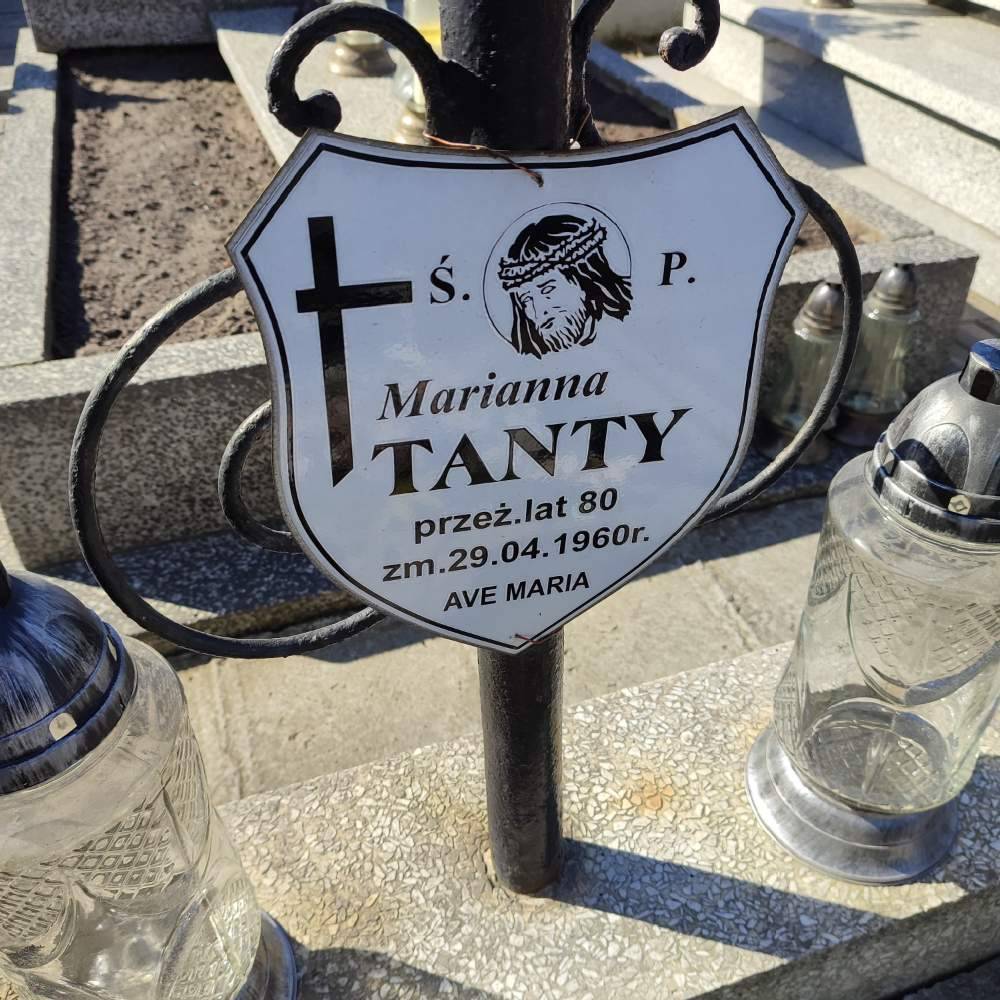 Ś. P.
Marianna
TANTY
przeż.lat 80
zm.29.04.1960r.
AVE MARIA